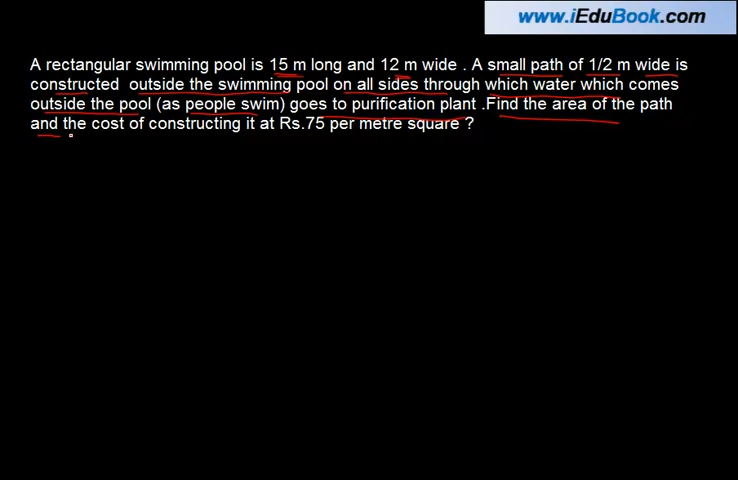 www.iEduBook.com
A rectangular swimming pool is 15 m long and 12 m wide . A small path of 1/2 m wide is
constructed outside the swimming pool on all sides through which water which comes
outside the pool (as people swim) goes to purification plant .Find the area of the path
and the cost of constructing it at Rs.75 per metre square ?